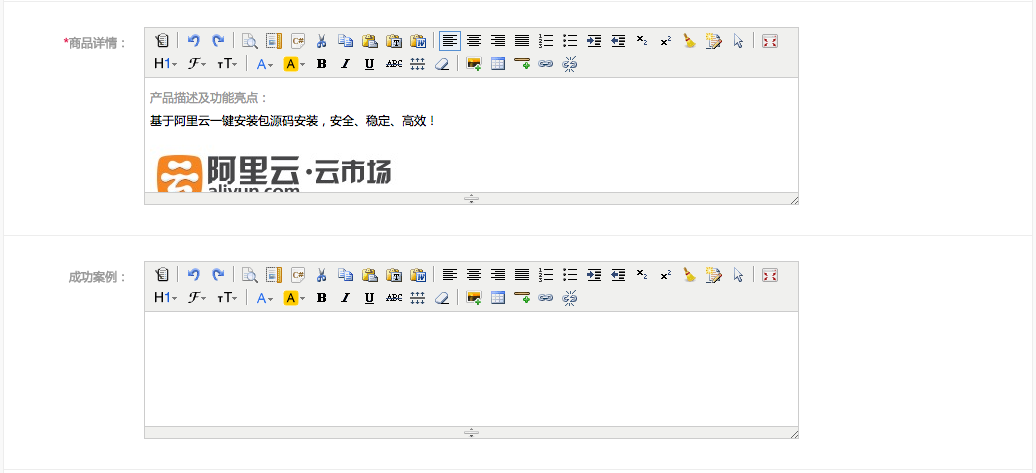 *商品详情：
H1 F TT A A B I U ABC
产品描述及功能亮点：
基于阿里云一键安装包源码安装，安全、稳定、高效！
阿里云·云市场
aliyun.com
成功案例：
H1 F TT A A B I U ABC